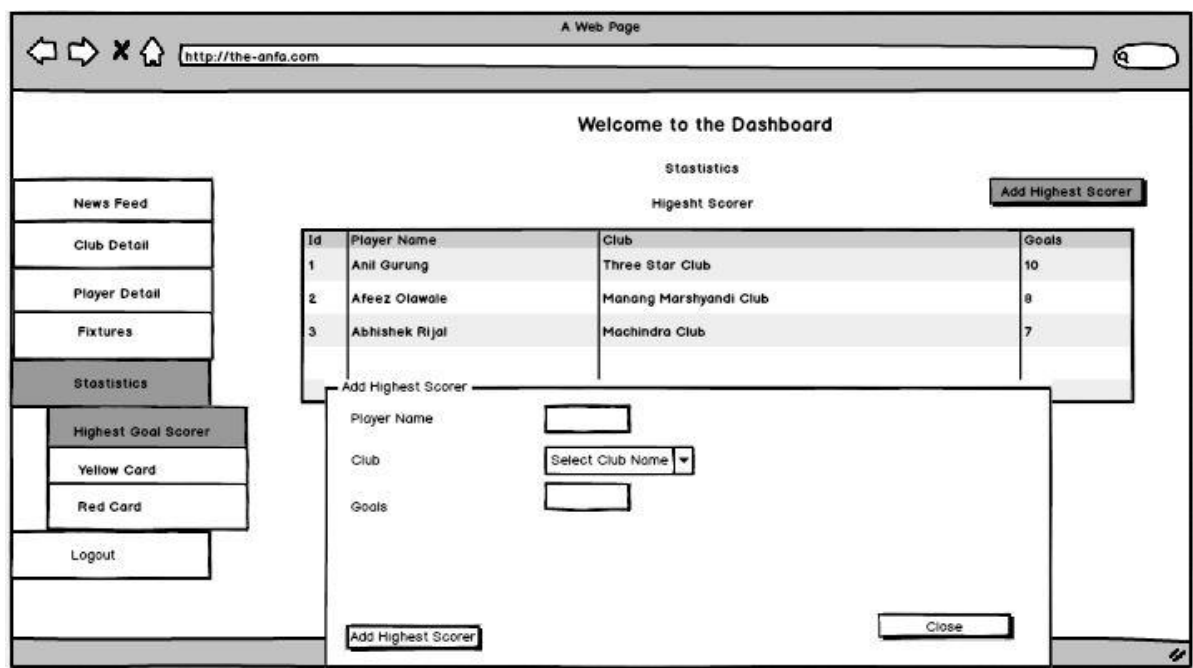 A Web Page
http://the-anfa.com
Welcome to the Dashboard
Stastistics
Higesht Scorer
Add Highest Scorer
News Feed
Club Detail
Player Detail
Fixtures
Stastistics
Highest Goal Scorer
Yellow Card
Red Card
Logout
Id Player Name Club Goals
1 Anil Gurung Three Star Club 10
2 Afeez Olawale Manang Marshyandi Club 8
3 Abhishek Rijal Machindra Club 7
Add Highest Scorer
Player Name
Club Select Club Name
Goals
Add Highest Scorer Close